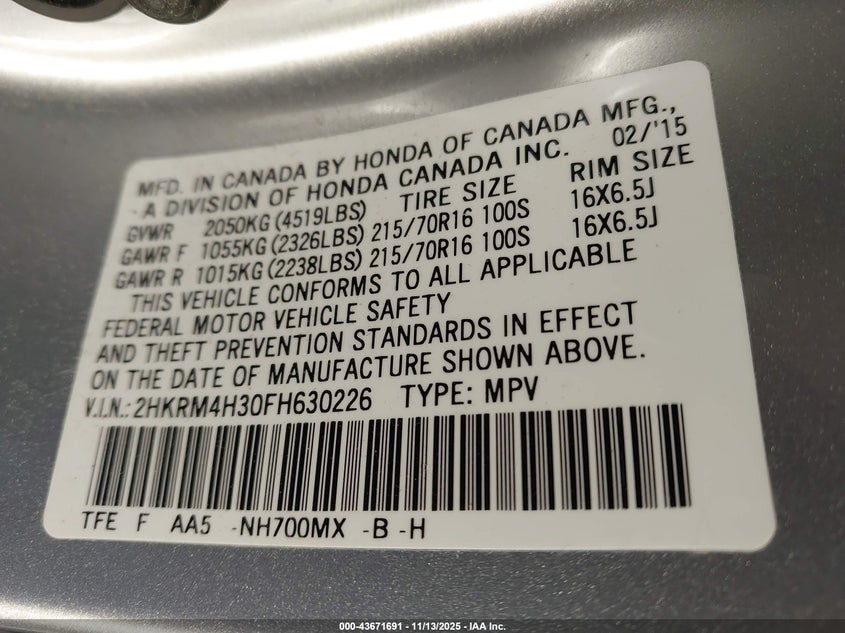 MFD. IN CANADA BY HONDA OF CANADA MFG.,
A DIVISION OF HONDA CANADA INC. 02/'15
GVWR 2050KG (4519LBS) TIRE SIZE RIM SIZE
GAWR F 1055KG (2326LBS) 215/70R16 100S 16X6.5J
GAWR R 1015KG (2238LBS) 215/70R16 100S 16X6.5J
THIS VEHICLE CONFORMS TO ALL APPLICABLE
FEDERAL MOTOR VEHICLE SAFETY
AND THEFT PREVENTION STANDARDS IN EFFECT
ON THE DATE OF MANUFACTURE SHOWN ABOVE.
V.I.N.: 2HKRM4H30FH630226 TYPE: MPV
TFE F AA5 -NH700MX -B -H
000-43671691 - 11/13/2025 - IAA Inc.